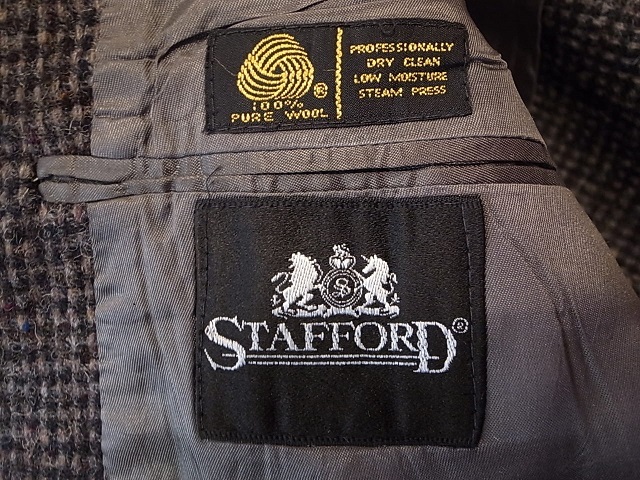 100%
PURE WOOL
®
PROFESSIONALLY
DRY CLEAN
LOW MOISTURE
STEAM PRESS
S
STAFFORD®